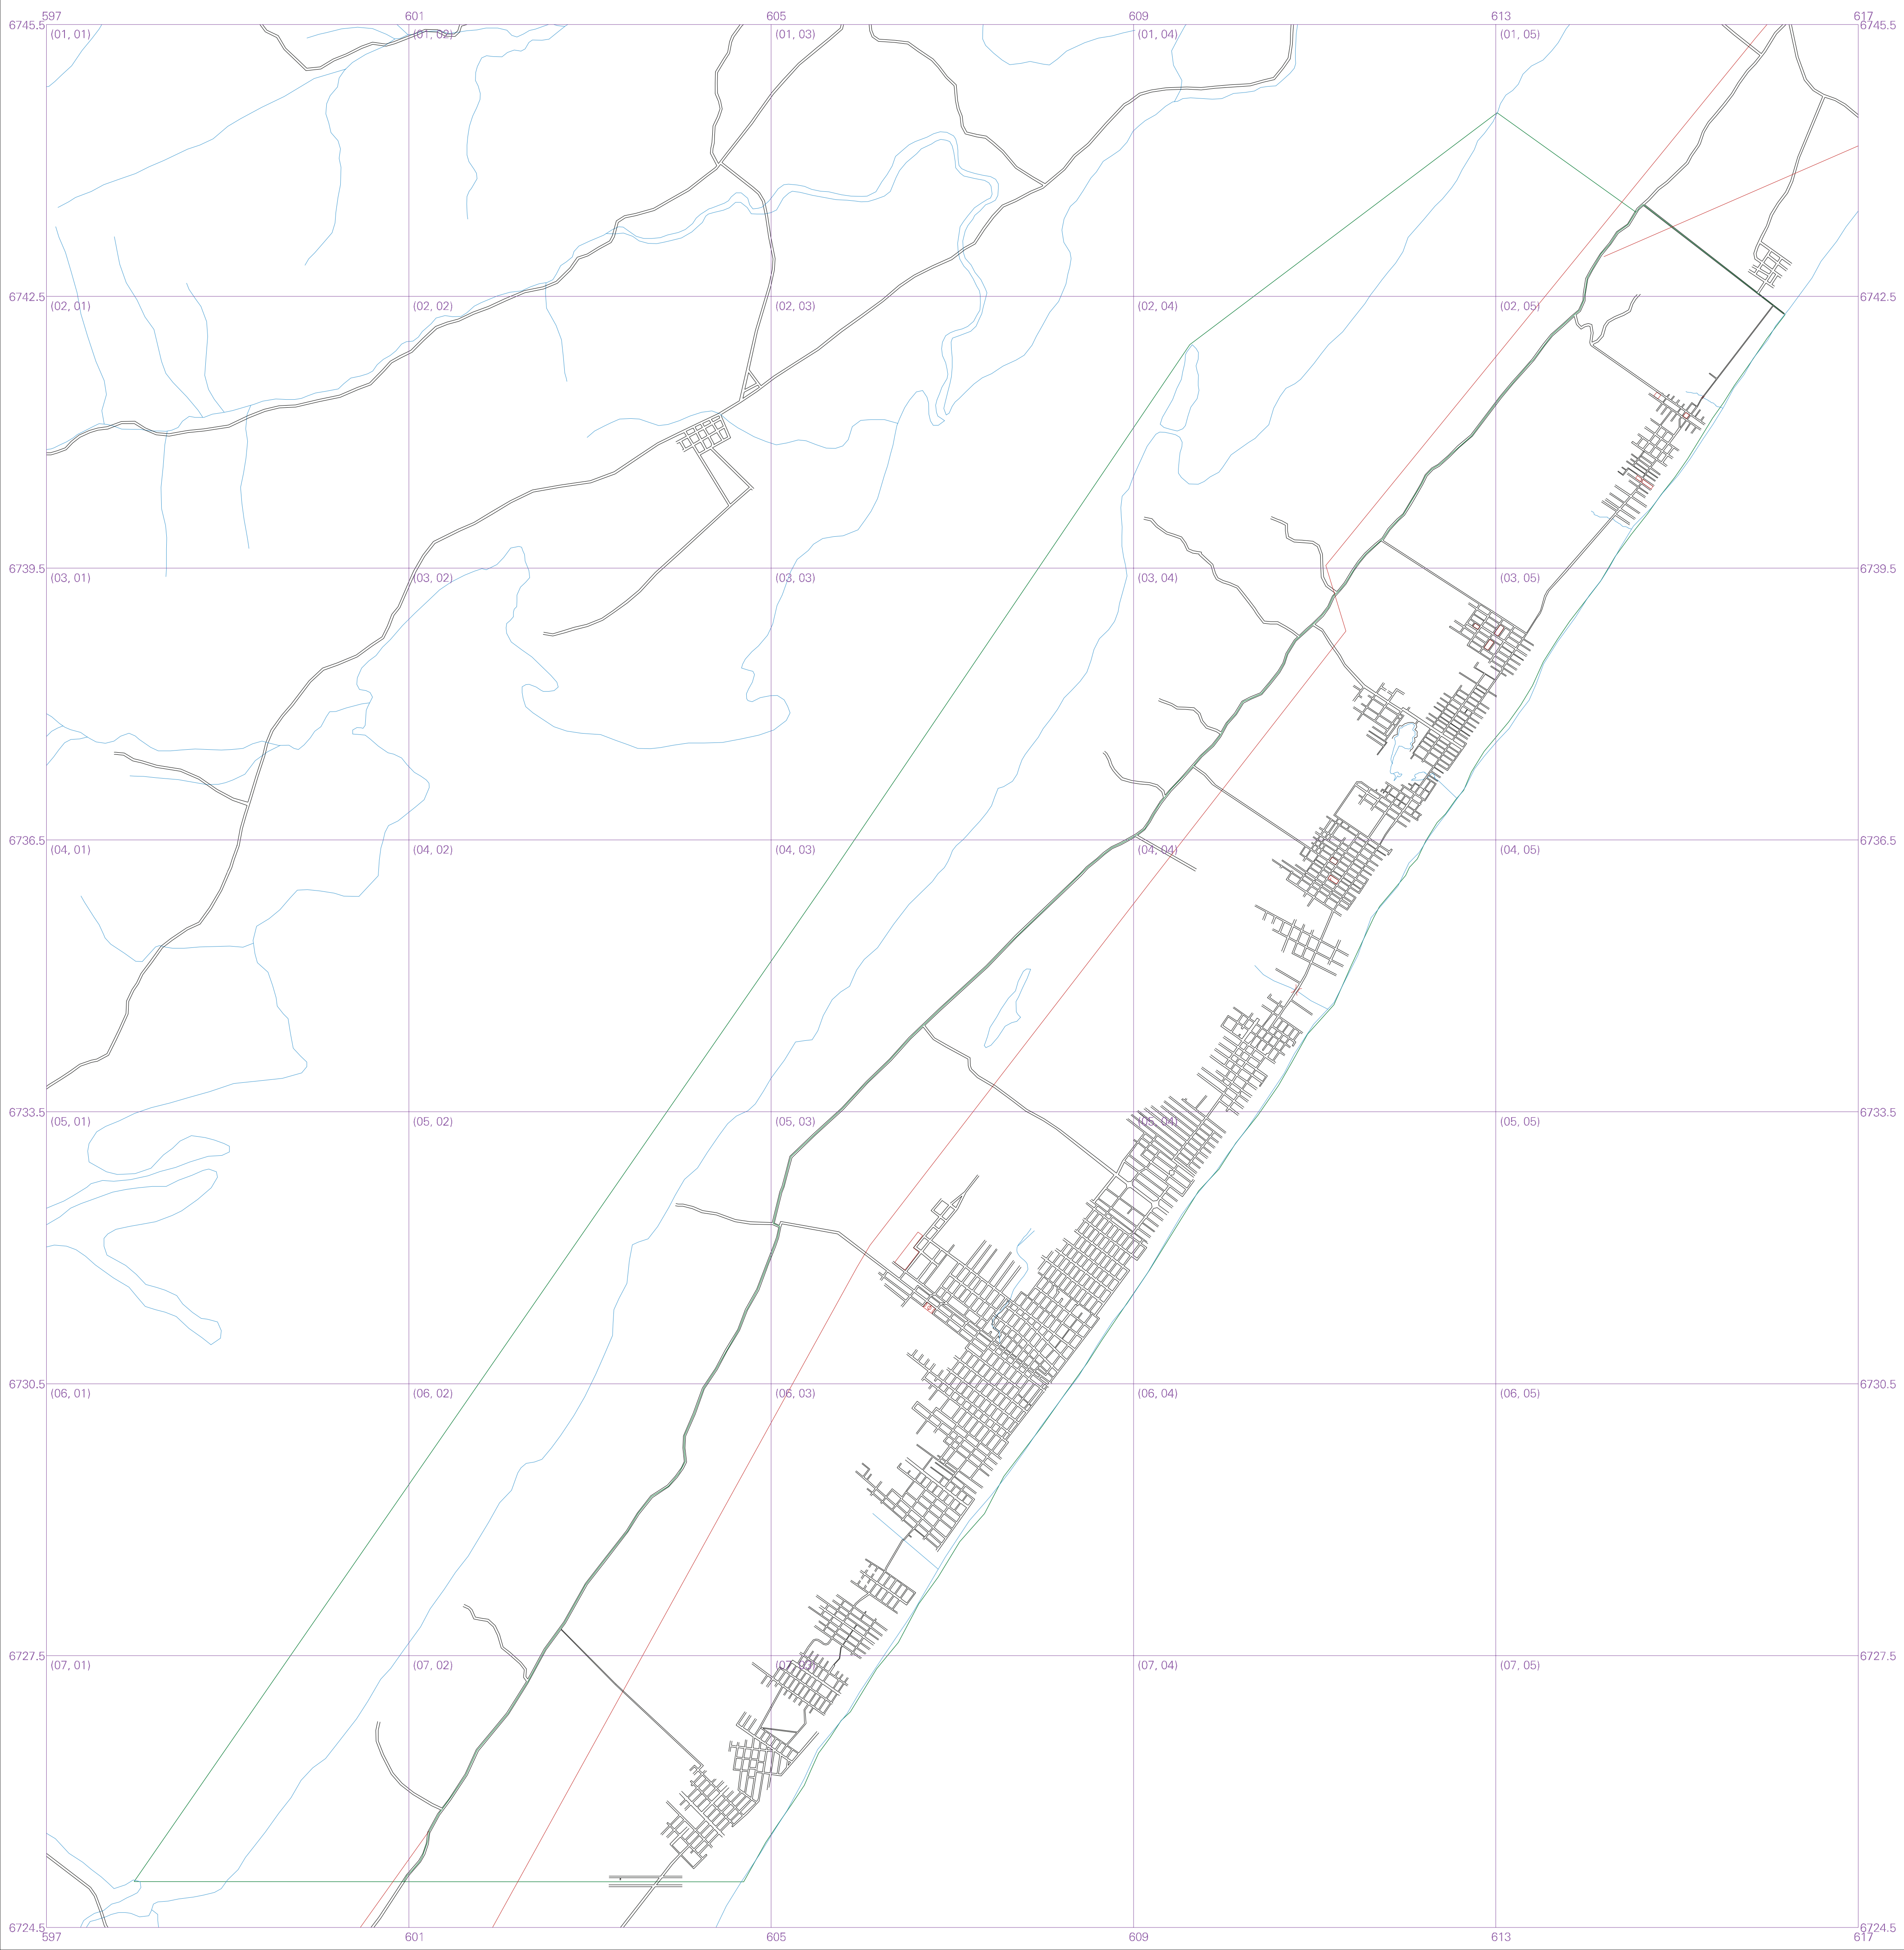 597 601 605 609 613 617
6745.5 6745.5
(01, 01) (01, 02) (01, 03) (01, 04) (01, 05)
6742.5 6742.5
(02, 01) (02, 02) (02, 03) (02, 04) (02, 05)
6739.5 6739.5
(03, 01) (03, 02) (03, 03) (03, 04) (03, 05)
6736.5 6736.5
(04, 01) (04, 02) (04, 03) (04, 04) (04, 05)
6733.5 6733.5
(05, 01) (05, 02) (05, 03) (05, 04) (05, 05)
6730.5 6730.5
(06, 01) (06, 02) (06, 03) (06, 04) (06, 05)
6727.5 6727.5
(07, 01) (07, 02) (07, 03) (07, 04) (07, 05)
6724.5 6724.5
597 601 605 609 613 617